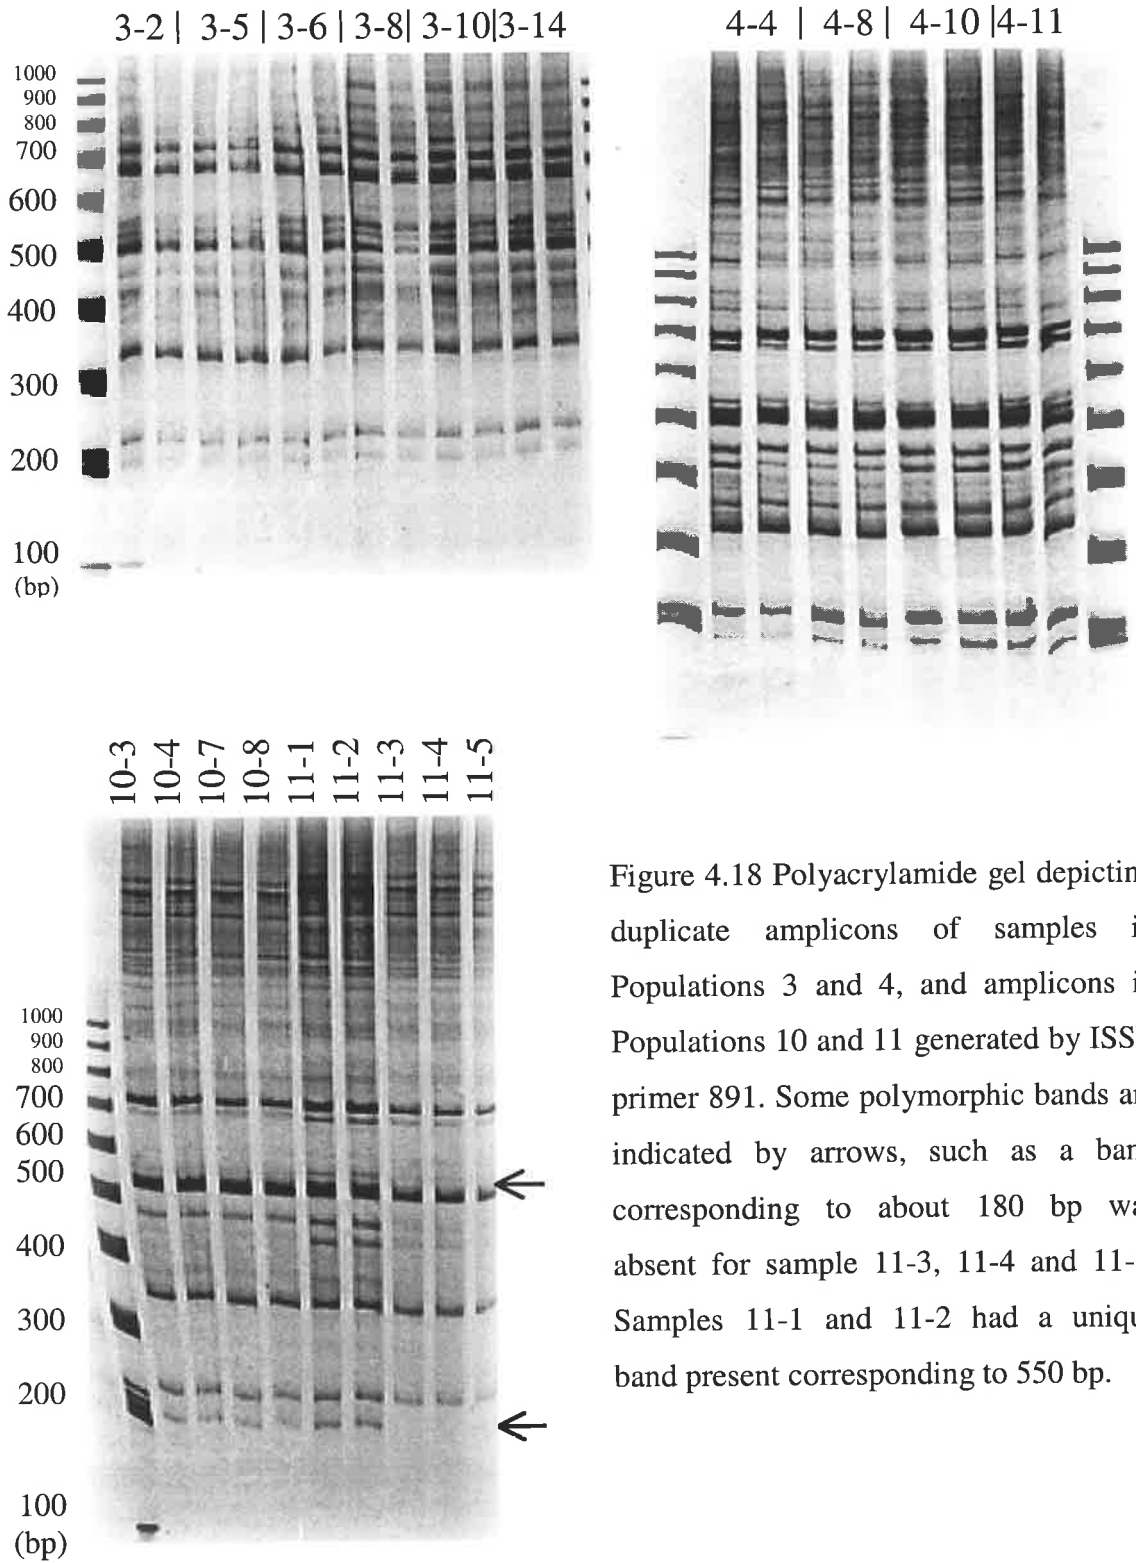 3-2 | 3-5 | 3-6 | 3-8| 3-10|3-14
1000
900
800
700
600
500
400
300
200
100
(bp)
4-4 | 4-8 | 4-10 |4-11
10-3
10-4
10-7
10-8
11-1
11-2
11-3
11-4
11-5
1000
900
800
700
600
500
400
300
200
100
(bp)
Figure 4.18 Polyacrylamide gel depictin
duplicate amplicons of samples i
Populations 3 and 4, and amplicons i
Populations 10 and 11 generated by ISS
primer 891. Some polymorphic bands ar
indicated by arrows, such as a ban
corresponding to about 180 bp wa
absent for sample 11-3, 11-4 and 11-
Samples 11-1 and 11-2 had a uniqu
band present corresponding to 550 bp.